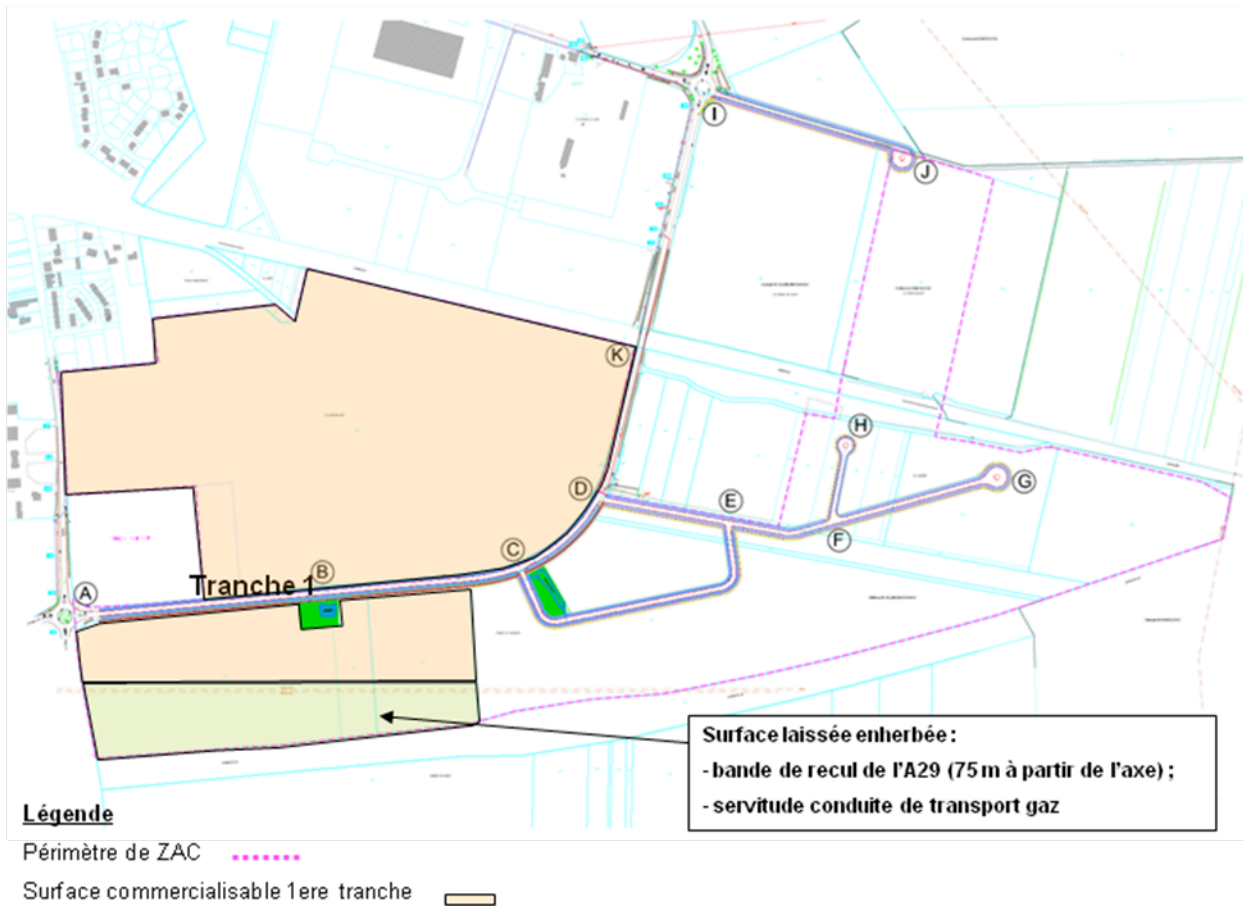 I
J
K
H
D
E
G
C
F
B
A
Tranche 1
Surface laissée enherbée :
- bande de recul de l'A29 (75 m à partir de l'axe) ;
- servitude conduite de transport gaz
Légende
Périmètre de ZAC
Surface commercialisable 1ere tranche